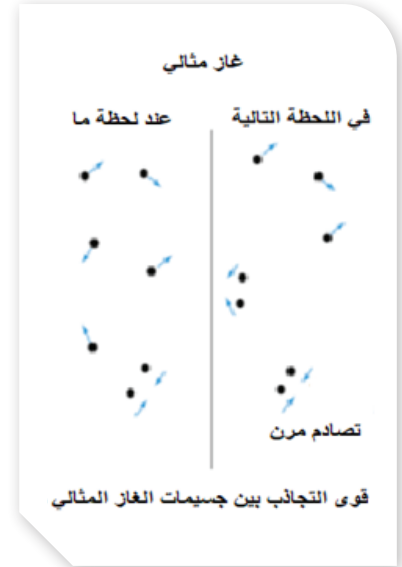 غاز مثالي
في اللحظة التالية
عند لحظة ما
تصادم مرن
قوى التجاذب بين جسيمات الغاز المثالي